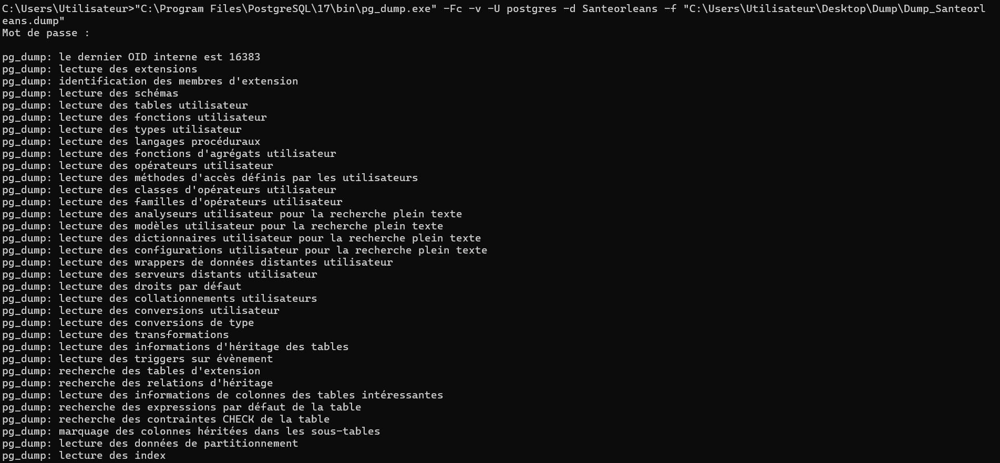 C:\Users\Utilisateur>"C:\Program Files\PostgreSQL\17\bin\pg_dump.exe" -Fc -v -U postgres -d Santeorleans -f "C:\Users\Utilisateur\Desktop\Dump\Dump_Santeorl
eans.dump"
Mot de passe :
pg_dump: le dernier OID interne est 16383
pg_dump: lecture des extensions
pg_dump: identification des membres d'extension
pg_dump: lecture des schémas
pg_dump: lecture des tables utilisateur
pg_dump: lecture des fonctions utilisateur
pg_dump: lecture des types utilisateur
pg_dump: lecture des langages procéduraux
pg_dump: lecture des fonctions d'agrégats utilisateur
pg_dump: lecture des opérateurs utilisateur
pg_dump: lecture des méthodes d'accès définis par les utilisateurs
pg_dump: lecture des classes d'opérateurs utilisateur
pg_dump: lecture des familles d'opérateurs utilisateur
pg_dump: lecture des analyseurs utilisateur pour la recherche plein texte
pg_dump: lecture des modèles utilisateur pour la recherche plein texte
pg_dump: lecture des dictionnaires utilisateur pour la recherche plein texte
pg_dump: lecture des configurations utilisateur pour la recherche plein texte
pg_dump: lecture des wrappers de données distantes utilisateur
pg_dump: lecture des serveurs distants utilisateur
pg_dump: lecture des droits par défaut
pg_dump: lecture des collationnements utilisateurs
pg_dump: lecture des conversions utilisateur
pg_dump: lecture des conversions de type
pg_dump: lecture des transformations
pg_dump: lecture des informations d'héritage des tables
pg_dump: lecture des triggers sur évènement
pg_dump: recherche des tables d'extension
pg_dump: recherche des relations d'héritage
pg_dump: lecture des informations de colonnes des tables intéressantes
pg_dump: recherche des expressions par défaut de la table
pg_dump: recherche des contraintes CHECK de la table
pg_dump: marquage des colonnes héritées dans les sous-tables
pg_dump: lecture des données de partitionnement
pg_dump: lecture des index